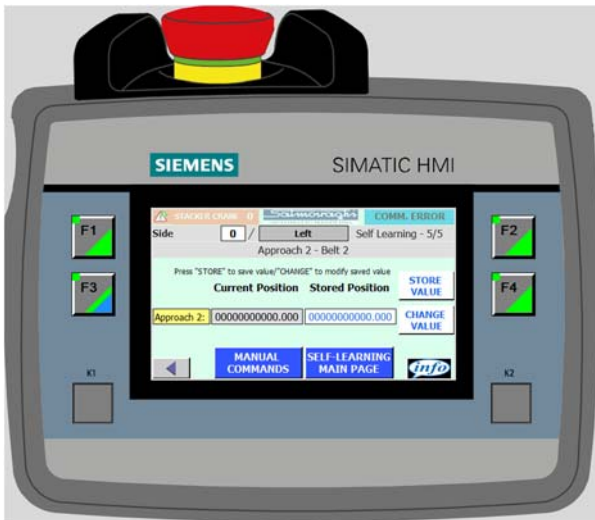 SIEMENS SIMATIC HMI
F1 F2
F3 F4
K1 K2
STACKER CRANE 0 COMM. ERROR
Side 0 / Left Self Learning - 5/5
Approach 2 - Belt 2
Press "STORE" to save value/"CHANGE" to modify saved value
Current Position Stored Position
STORE VALUE
Approach 2: 00000000000.000 00000000000.000
CHANGE VALUE
MANUAL COMMANDS
SELF-LEARNING MAIN PAGE
info